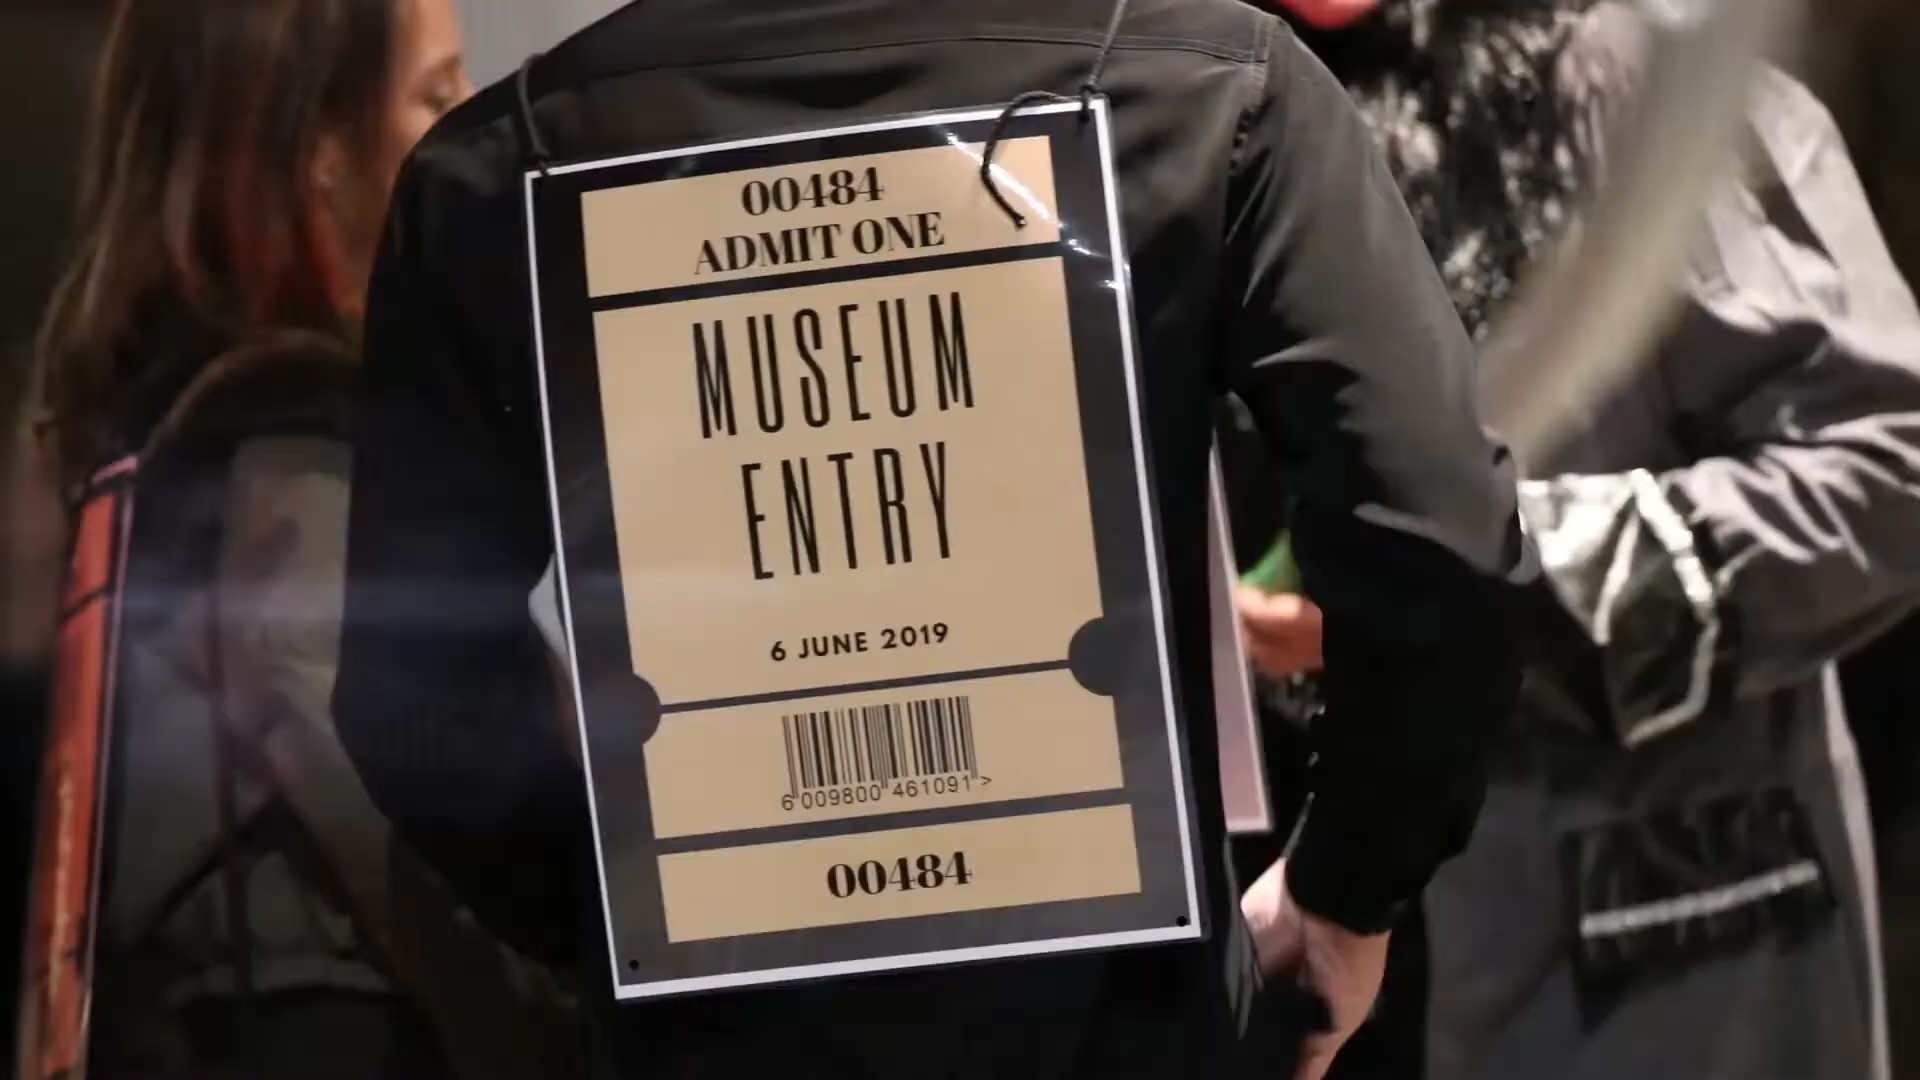 00484
ADMIT ONE
MUSEUM
ENTRY
6 JUNE 2019
6 009800 461091 >
00484